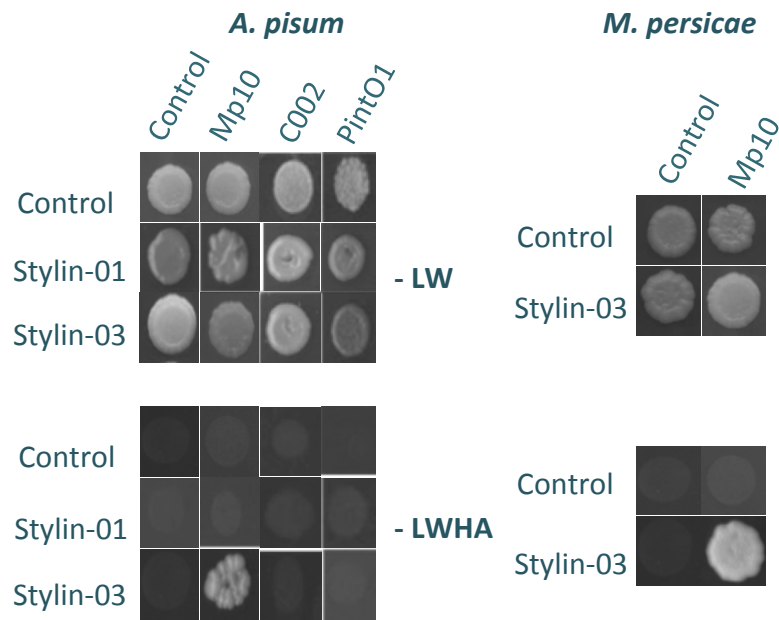 A. pisum
Control Mp10 C002 PintO1
Control
Stylin-01
Stylin-03
- LW
Control
Stylin-01
Stylin-03
- LWHA
M. persicae
Control Mp10
Control
Stylin-03
Control
Stylin-03